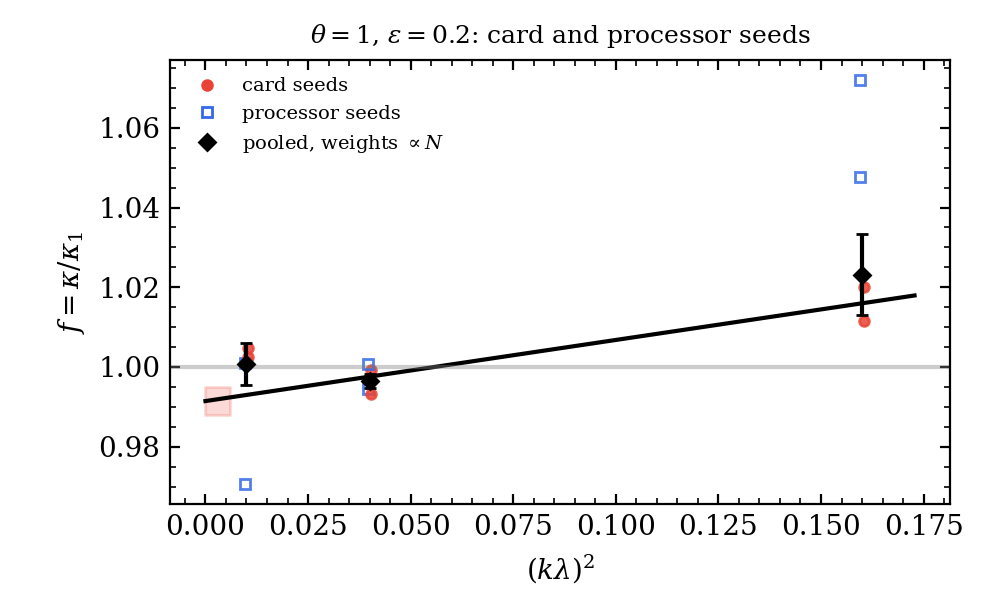 θ = 1, ε = 0.2: card and processor seeds
card seeds
processor seeds
pooled, weights ∝ N
f = κ/κ₁
1.06
1.04
1.02
1.00
0.98
0.000 0.025 0.050 0.075 0.100 0.125 0.150 0.175
(kλ)²